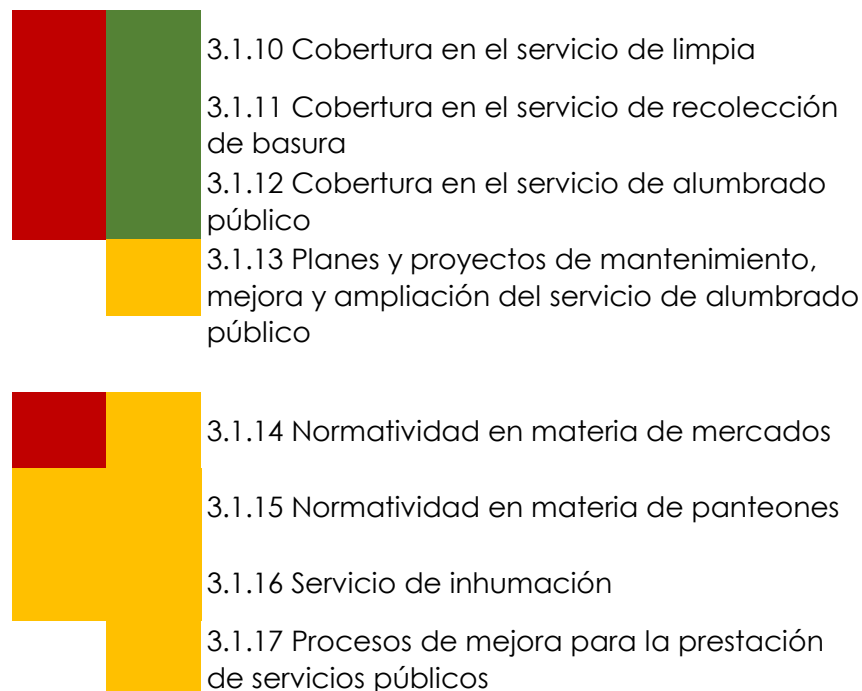 3.1.10 Cobertura en el servicio de limpia
3.1.11 Cobertura en el servicio de recolección
de basura
3.1.12 Cobertura en el servicio de alumbrado
público
3.1.13 Planes y proyectos de mantenimiento,
mejora y ampliación del servicio de alumbrado
público
3.1.14 Normatividad en materia de mercados
3.1.15 Normatividad en materia de panteones
3.1.16 Servicio de inhumación
3.1.17 Procesos de mejora para la prestación
de servicios públicos